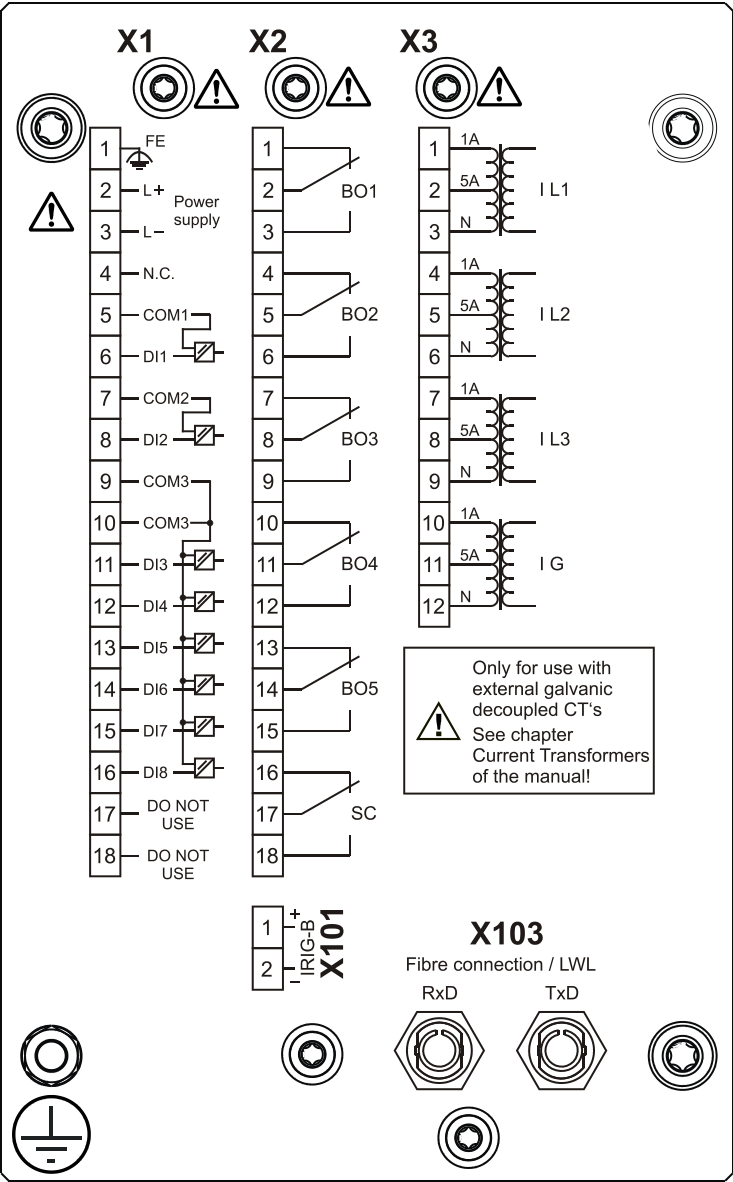 X1
X2
X3
1 FE
2 L+
Power
supply
3 L−
4 N.C.
5 COM1
6 DI1
7 COM2
8 DI2
9 COM3
10 COM3
11 DI3
12 DI4
13 DI5
14 DI6
15 DI7
16 DI8
17 DO NOT
USE
18 DO NOT
USE
1
2 BO1
3
4
5 BO2
6
7
8 BO3
9
10
11 BO4
12
13
14 BO5
15
16
17 SC
18
1 1A
2 5A I L1
3 N
4 1A
5 5A I L2
6 N
7 1A
8 5A I L3
9 N
10 1A
11 5A I G
12 N
Only for use with
external galvanic
decoupled CT‘s
See chapter
Current Transformers
of the manual!
1 +
2 −
IRIG-B
X101
X103
Fibre connection / LWL
RxD TxD